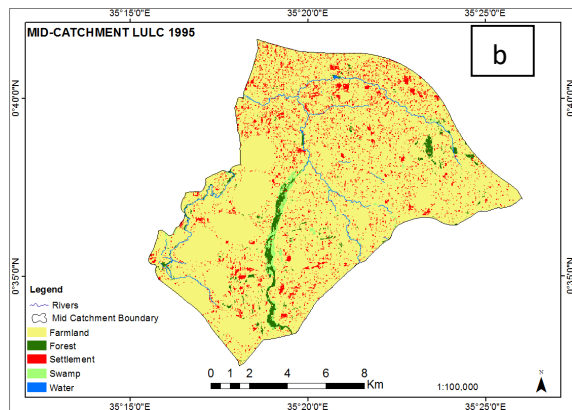 35°15'0"E 35°20'0"E 35°25'0"E
MID-CATCHMENT LULC 1995
b
0°40'0"N 0°40'0"N
0°35'0"N 0°35'0"N
Legend
Rivers
Mid Catchment Boundary
Farmland
Forest
Settlement
Swamp
Water
0 1 2 4 6 8
Km
1:100,000
N
35°15'0"E 35°20'0"E 35°25'0"E